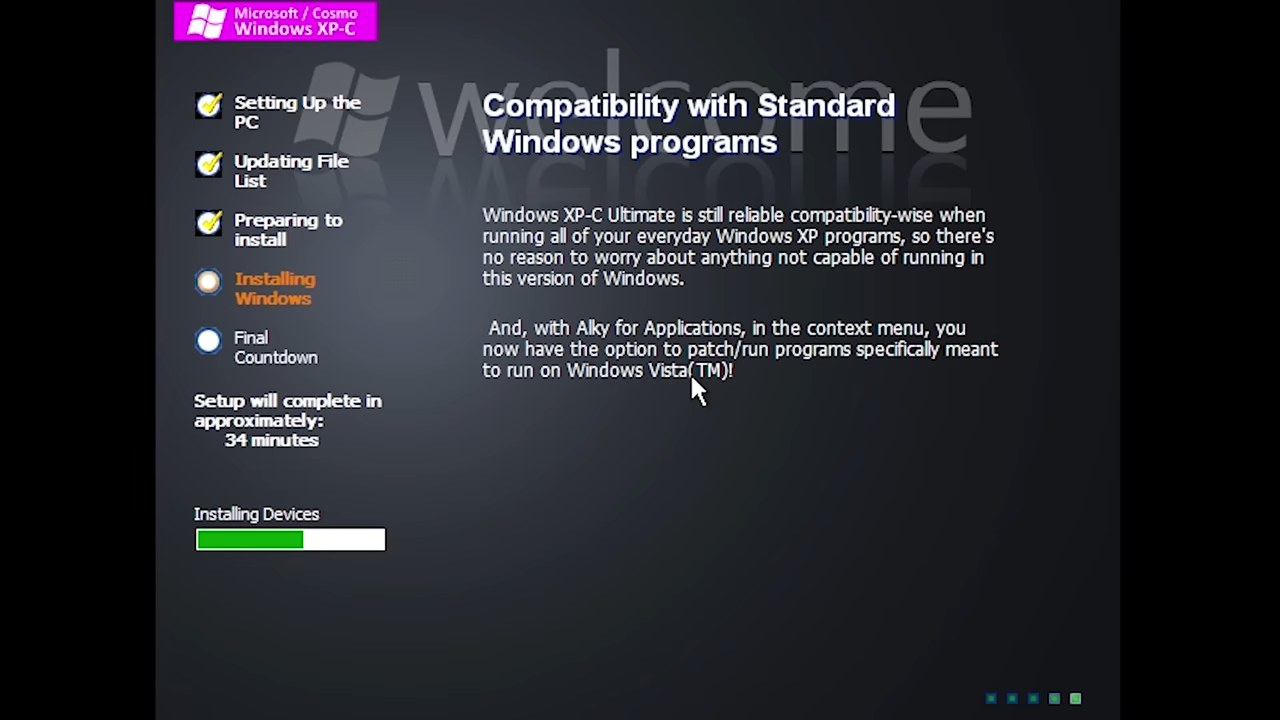 Microsoft / Cosmo
Windows XP-C
welcome
Setting Up the
PC
Updating File
List
Preparing to
install
Installing
Windows
Final
Countdown
Setup will complete in
approximately:
34 minutes
Installing Devices
Compatibility with Standard
Windows programs
Windows XP-C Ultimate is still reliable compatibility-wise when
running all of your everyday Windows XP programs, so there's
no reason to worry about anything not capable of running in
this version of Windows.
And, with Alky for Applications, in the context menu, you
now have the option to patch/run programs specifically meant
to run on Windows Vista(TM)!